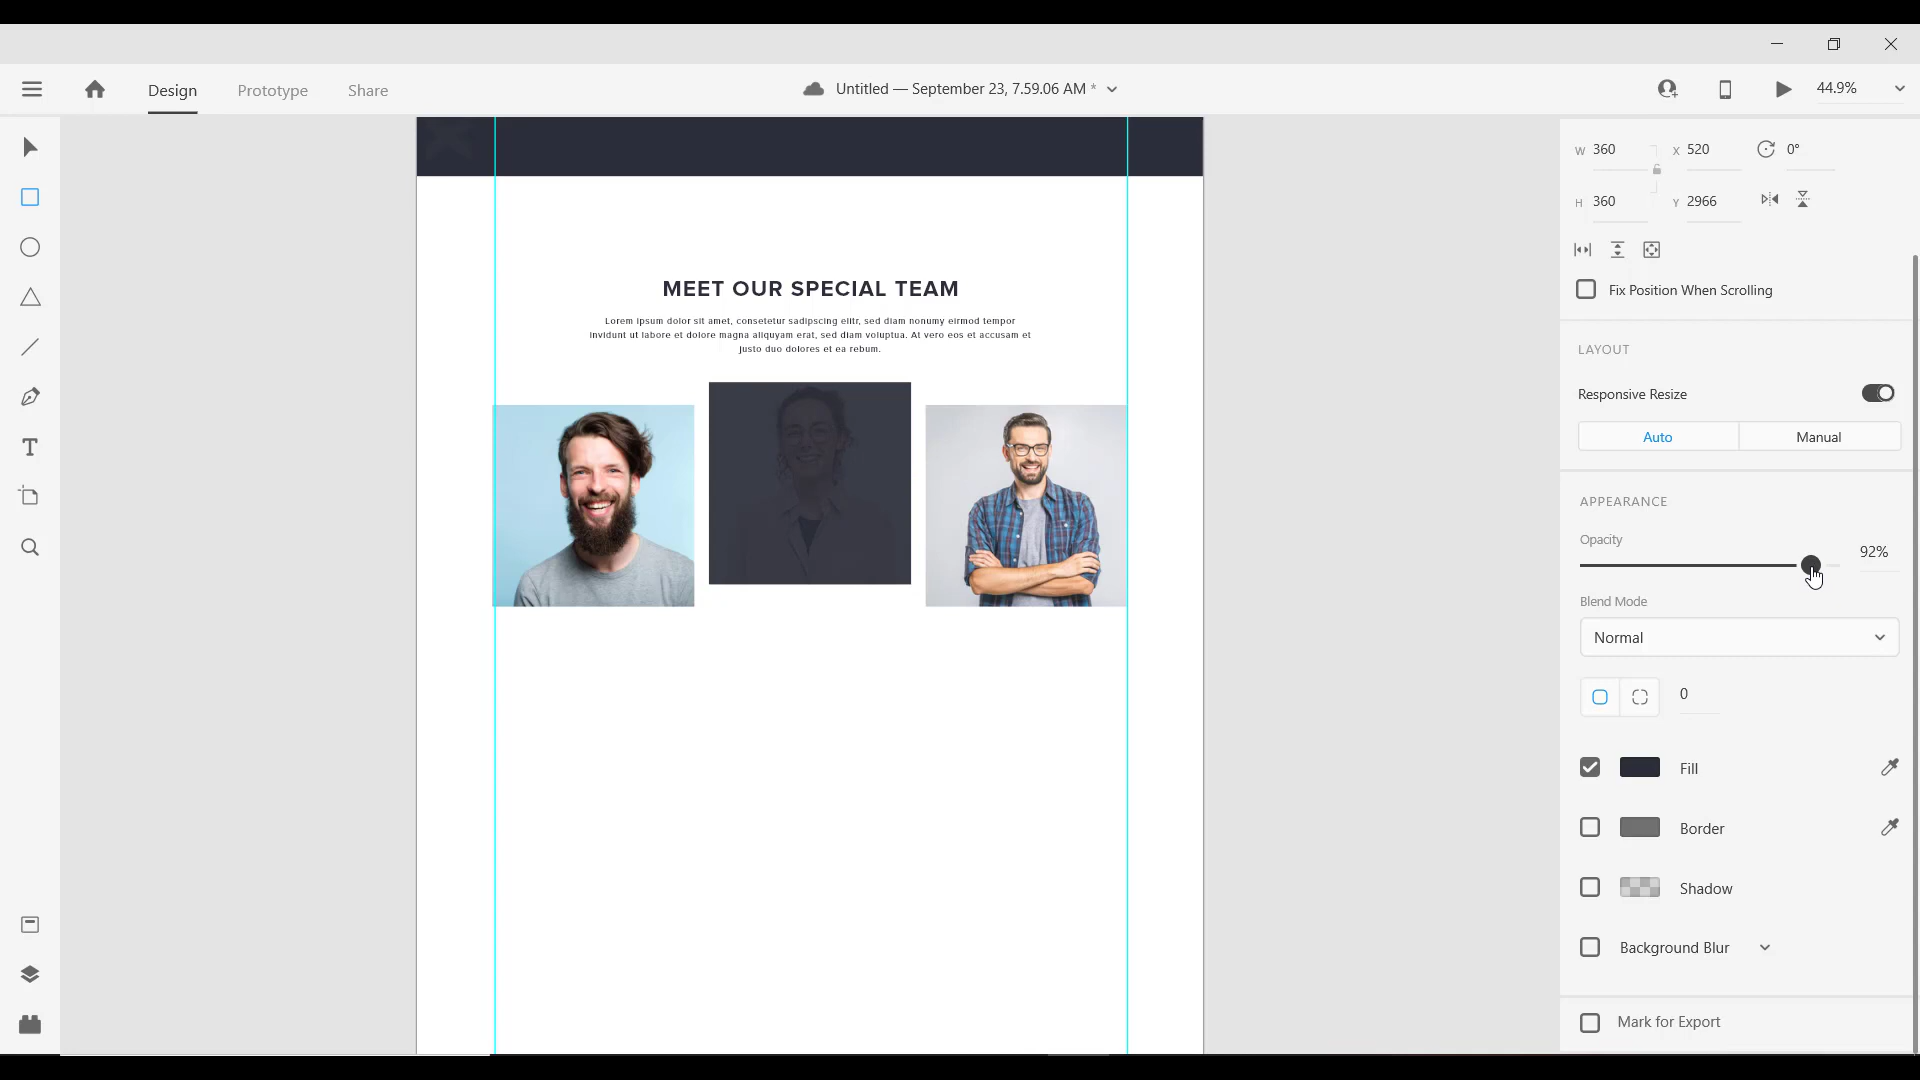 Design
Prototype
Share
Untitled — September 23, 7.59.06 AM *
44.9%
W 360
X 520
0°
H 360
Y 2966
Fix Position When Scrolling
LAYOUT
Responsive Resize
Auto
Manual
APPEARANCE
Opacity
92%
Blend Mode
Normal
0
Fill
Border
Shadow
Background Blur
Mark for Export
MEET OUR SPECIAL TEAM
Lorem ipsum dolor sit amet, consetetur sadipscing elitr, sed diam nonumy eirmod tempor
invidunt ut labore et dolore magna aliquyam erat, sed diam voluptua. At vero eos et accusam et
justo duo dolores et ea rebum.
T